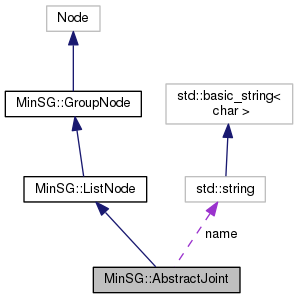 Node
MinSG::GroupNode
std::basic_string<
char >
MinSG::ListNode
std::string
name
MinSG::AbstractJoint